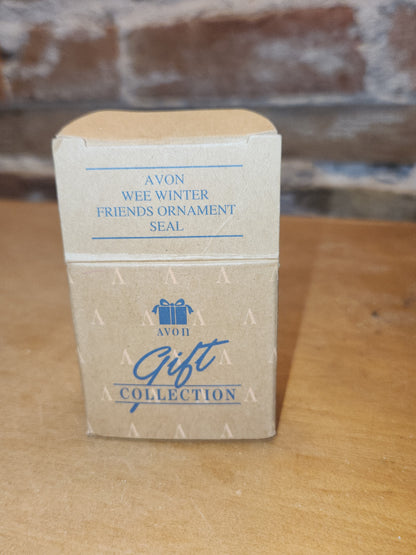 AVON
WEE WINTER
FRIENDS ORNAMENT
SEAL
AVON
Gift
COLLECTION